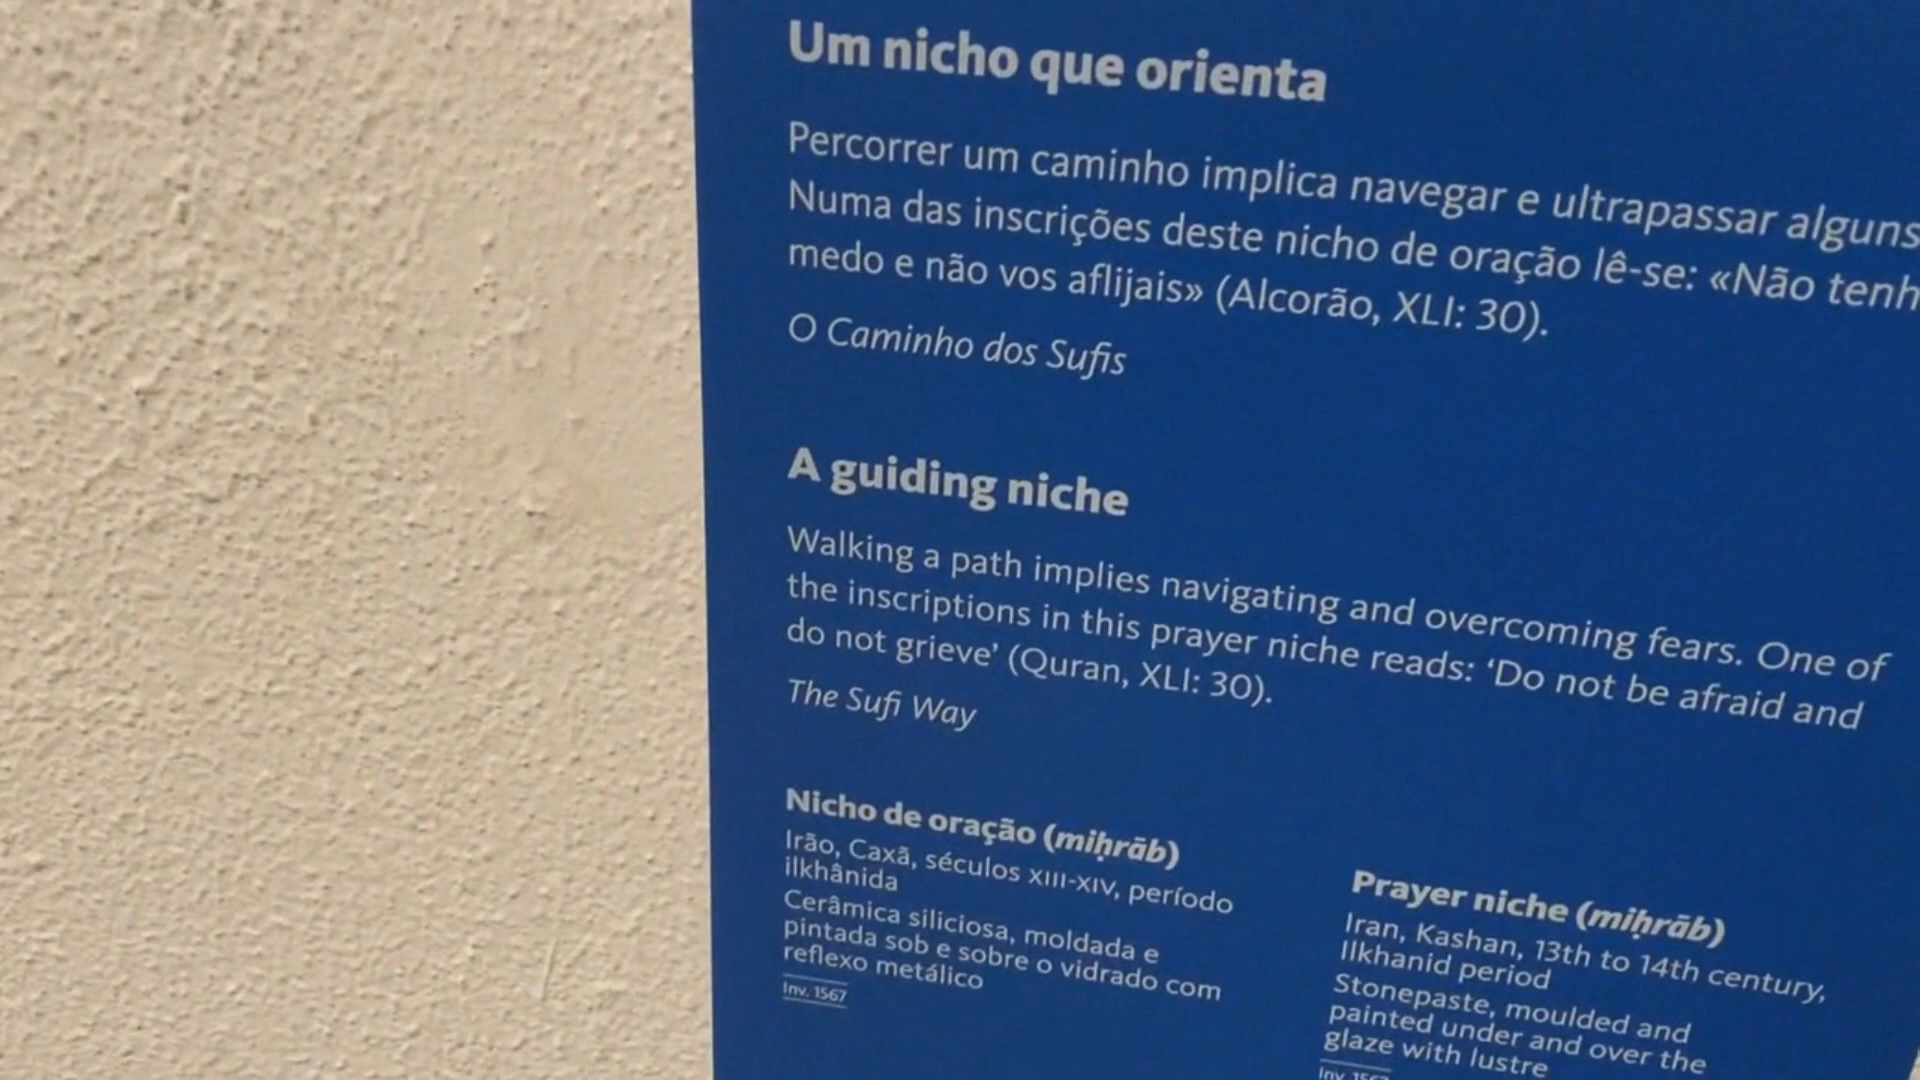 Um nicho que orienta
Percorrer um caminho implica navegar e ultrapassar alguns
Numa das inscrições deste nicho de oração lê-se: «Não tenh
medo e não vos aflijais» (Alcorão, XLI: 30).
O Caminho dos Sufis
A guiding niche
Walking a path implies navigating and overcoming fears. One of
the inscriptions in this prayer niche reads: ‘Do not be afraid and
do not grieve’ (Quran, XLI: 30).
The Sufi Way
Nicho de oração (miḥrāb)
Irão, Caxã, séculos XIII-XIV, período
ilkhânida
Cerâmica siliciosa, moldada e
pintada sob e sobre o vidrado com
reflexo metálico
Inv. 1567
Prayer niche (miḥrāb)
Iran, Kashan, 13th to 14th century,
Ilkhanid period
Stonepaste, moulded and
painted under and over the
glaze with lustre
Inv.